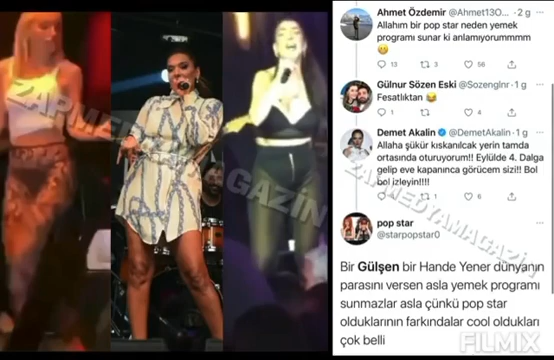 ZAPMEDYAMAGAZİN
Ahmet Özdemir @Ahmet13O... · 2 g
Allahım bir pop star neden yemek
programı sunar ki anlamıyorummmm
13
3
56
Gülnur Sözen Eski @Sozenglnr · 1 g
Fesatlıktan
1
4
Demet Akalin @DemetAkalin · 1 g
Allaha şükür kıskanılcak yerin tamda
ortasında oturuyorum!! Eylülde 4. Dalga
gelip eve kapanınca görücem sizi!! Bol
bol izleyin!!!!
1
6
ZAPMEDYAMAGAZİN
pop star
@starpopstar0
Bir Gülşen bir Hande Yener dünyanın
parasını versen asla yemek programı
sunmazlar asla çünkü pop star
olduklarının farkındalar cool oldukları
çok belli
FILMIX